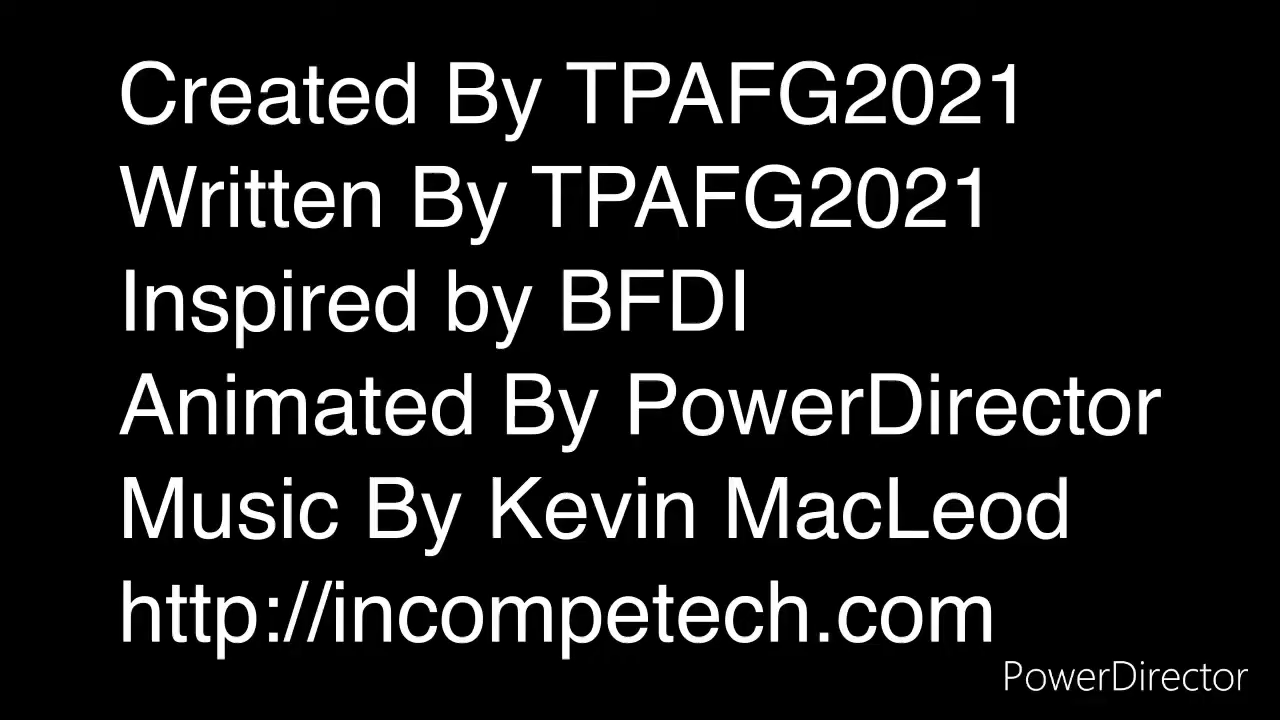 Created By TPAFG2021
Written By TPAFG2021
Inspired by BFDI
Animated By PowerDirector
Music By Kevin MacLeod
http://incompetech.com
PowerDirector